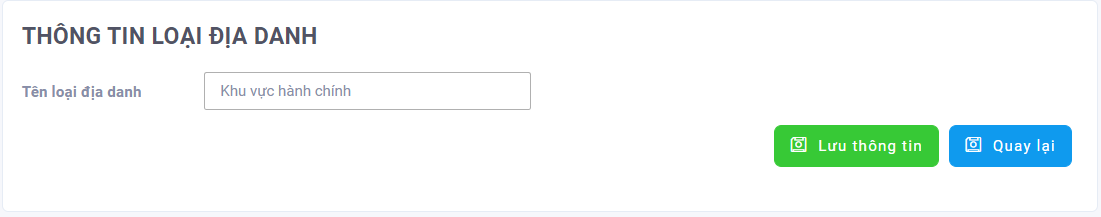 THÔNG TIN LOẠI ĐỊA DANH
Tên loại địa danh
Khu vực hành chính
Lưu thông tin
Quay lại